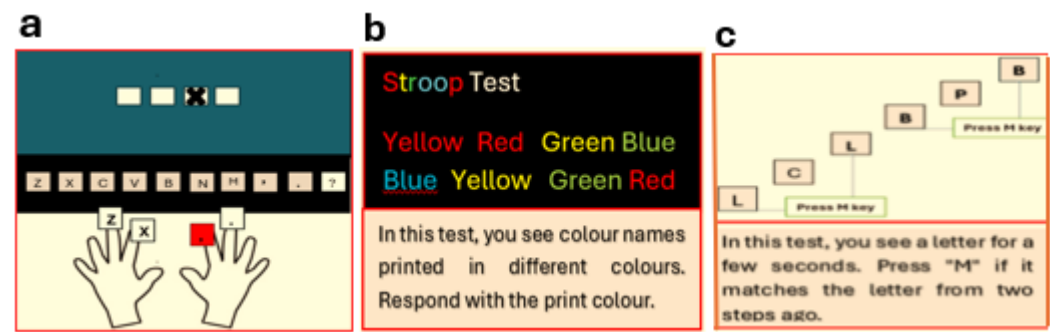 a
b
c
Z X C V B N M , . ?
Z X , .
Stroop Test
Yellow Red Green Blue
Blue Yellow Green Red
In this test, you see colour names
printed in different colours.
Respond with the print colour.
B
P
B
Press M key
L
C
L
Press M key
In this test, you see a letter for a
few seconds. Press "M" if it
matches the letter from two
steps ago.